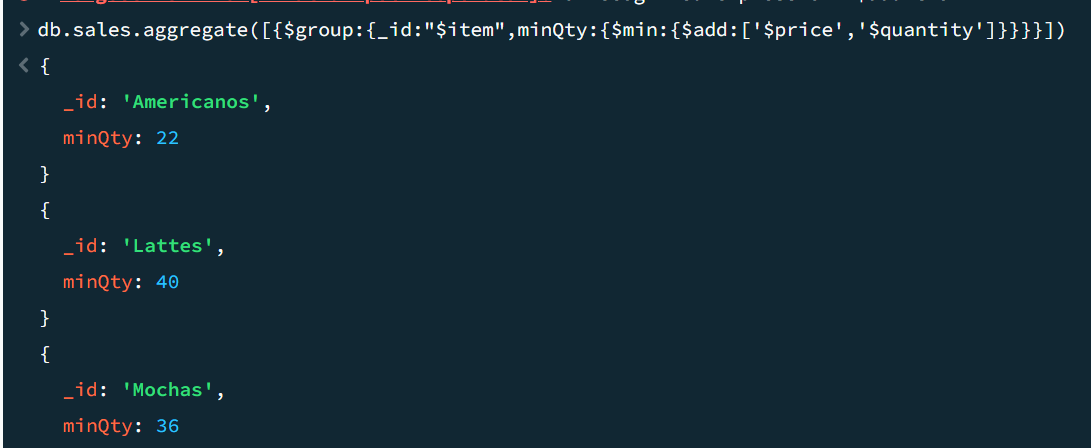 db.sales.aggregate([{$group:{_id:"$item",minQty:{$min:{$add:['$price','$quantity']}}}}])
{
_id: 'Americanos',
minQty: 22
}
{
_id: 'Lattes',
minQty: 40
}
{
_id: 'Mochas',
minQty: 36